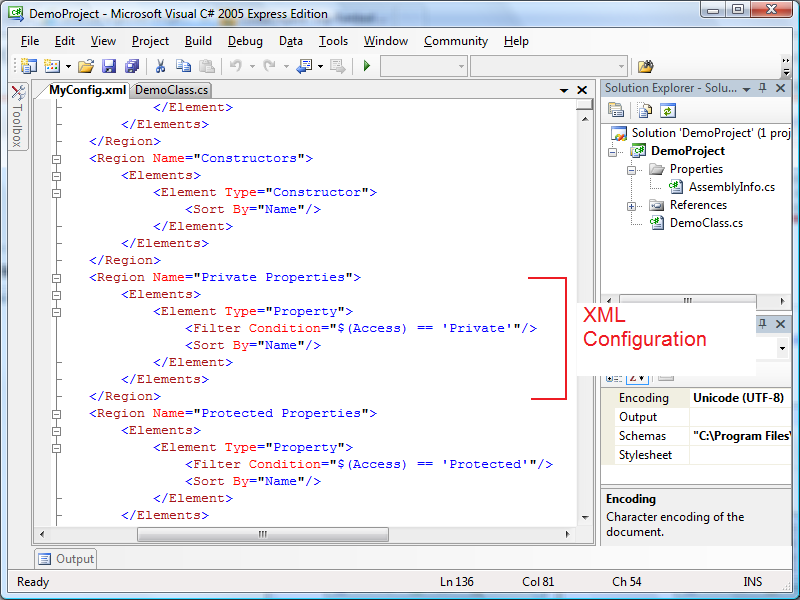 DemoProject - Microsoft Visual C# 2005 Express Edition
File Edit View Project Build Debug Data Tools Window Community Help
Toolbox
MyConfig.xml DemoClass.cs
</Element>
</Elements>
</Region>
<Region Name="Constructors">
<Elements>
<Element Type="Constructor">
<Sort By="Name"/>
</Element>
</Elements>
</Region>
<Region Name="Private Properties">
<Elements>
<Element Type="Property">
<Filter Condition="$(Access) == 'Private'"/>
<Sort By="Name"/>
</Element>
</Elements>
</Region>
<Region Name="Protected Properties">
<Elements>
<Element Type="Property">
<Filter Condition="$(Access) == 'Protected'"/>
<Sort By="Name"/>
</Element>
</Elements>
XML
Configuration
Solution Explorer - Solu...
Solution 'DemoProject' (1 proj
DemoProject
Properties
AssemblyInfo.cs
References
DemoClass.cs
Encoding Unicode (UTF-8)
Output
Schemas "C:\Program Files\
Stylesheet
Encoding
Character encoding of the
document.
Output
Ready Ln 136 Col 81 Ch 54 INS